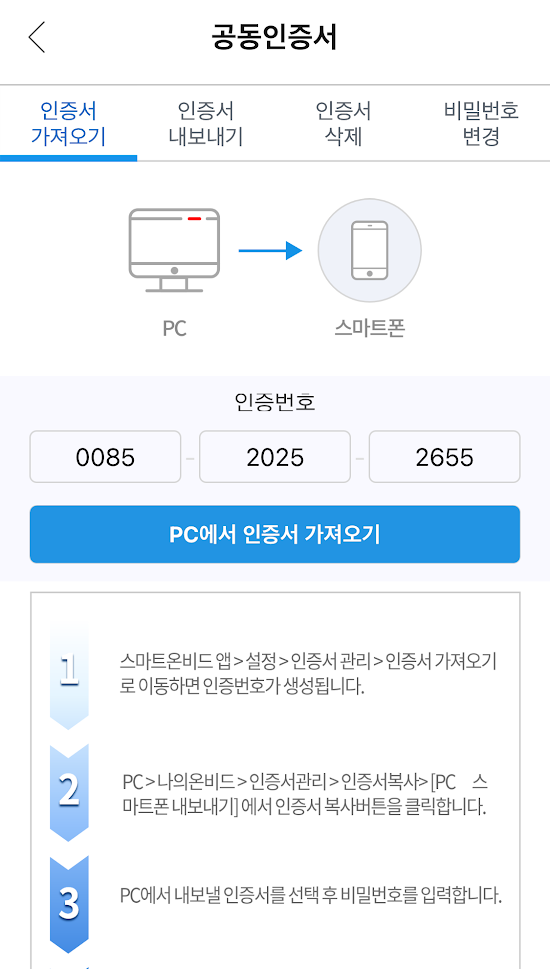 공동인증서
인증서
가져오기
인증서
내보내기
인증서
삭제
비밀번호
변경
PC
스마트폰
인증번호
0085 - 2025 - 2655
PC에서 인증서 가져오기
1
스마트온비드 앱 > 설정 > 인증서 관리 > 인증서 가져오기
로 이동하면 인증번호가 생성됩니다.
2
PC > 나의온비드 > 인증서관리 > 인증서복사> [PC 스
마트폰 내보내기] 에서 인증서 복사버튼을 클릭합니다.
3
PC에서 내보낼 인증서를 선택 후 비밀번호를 입력합니다.